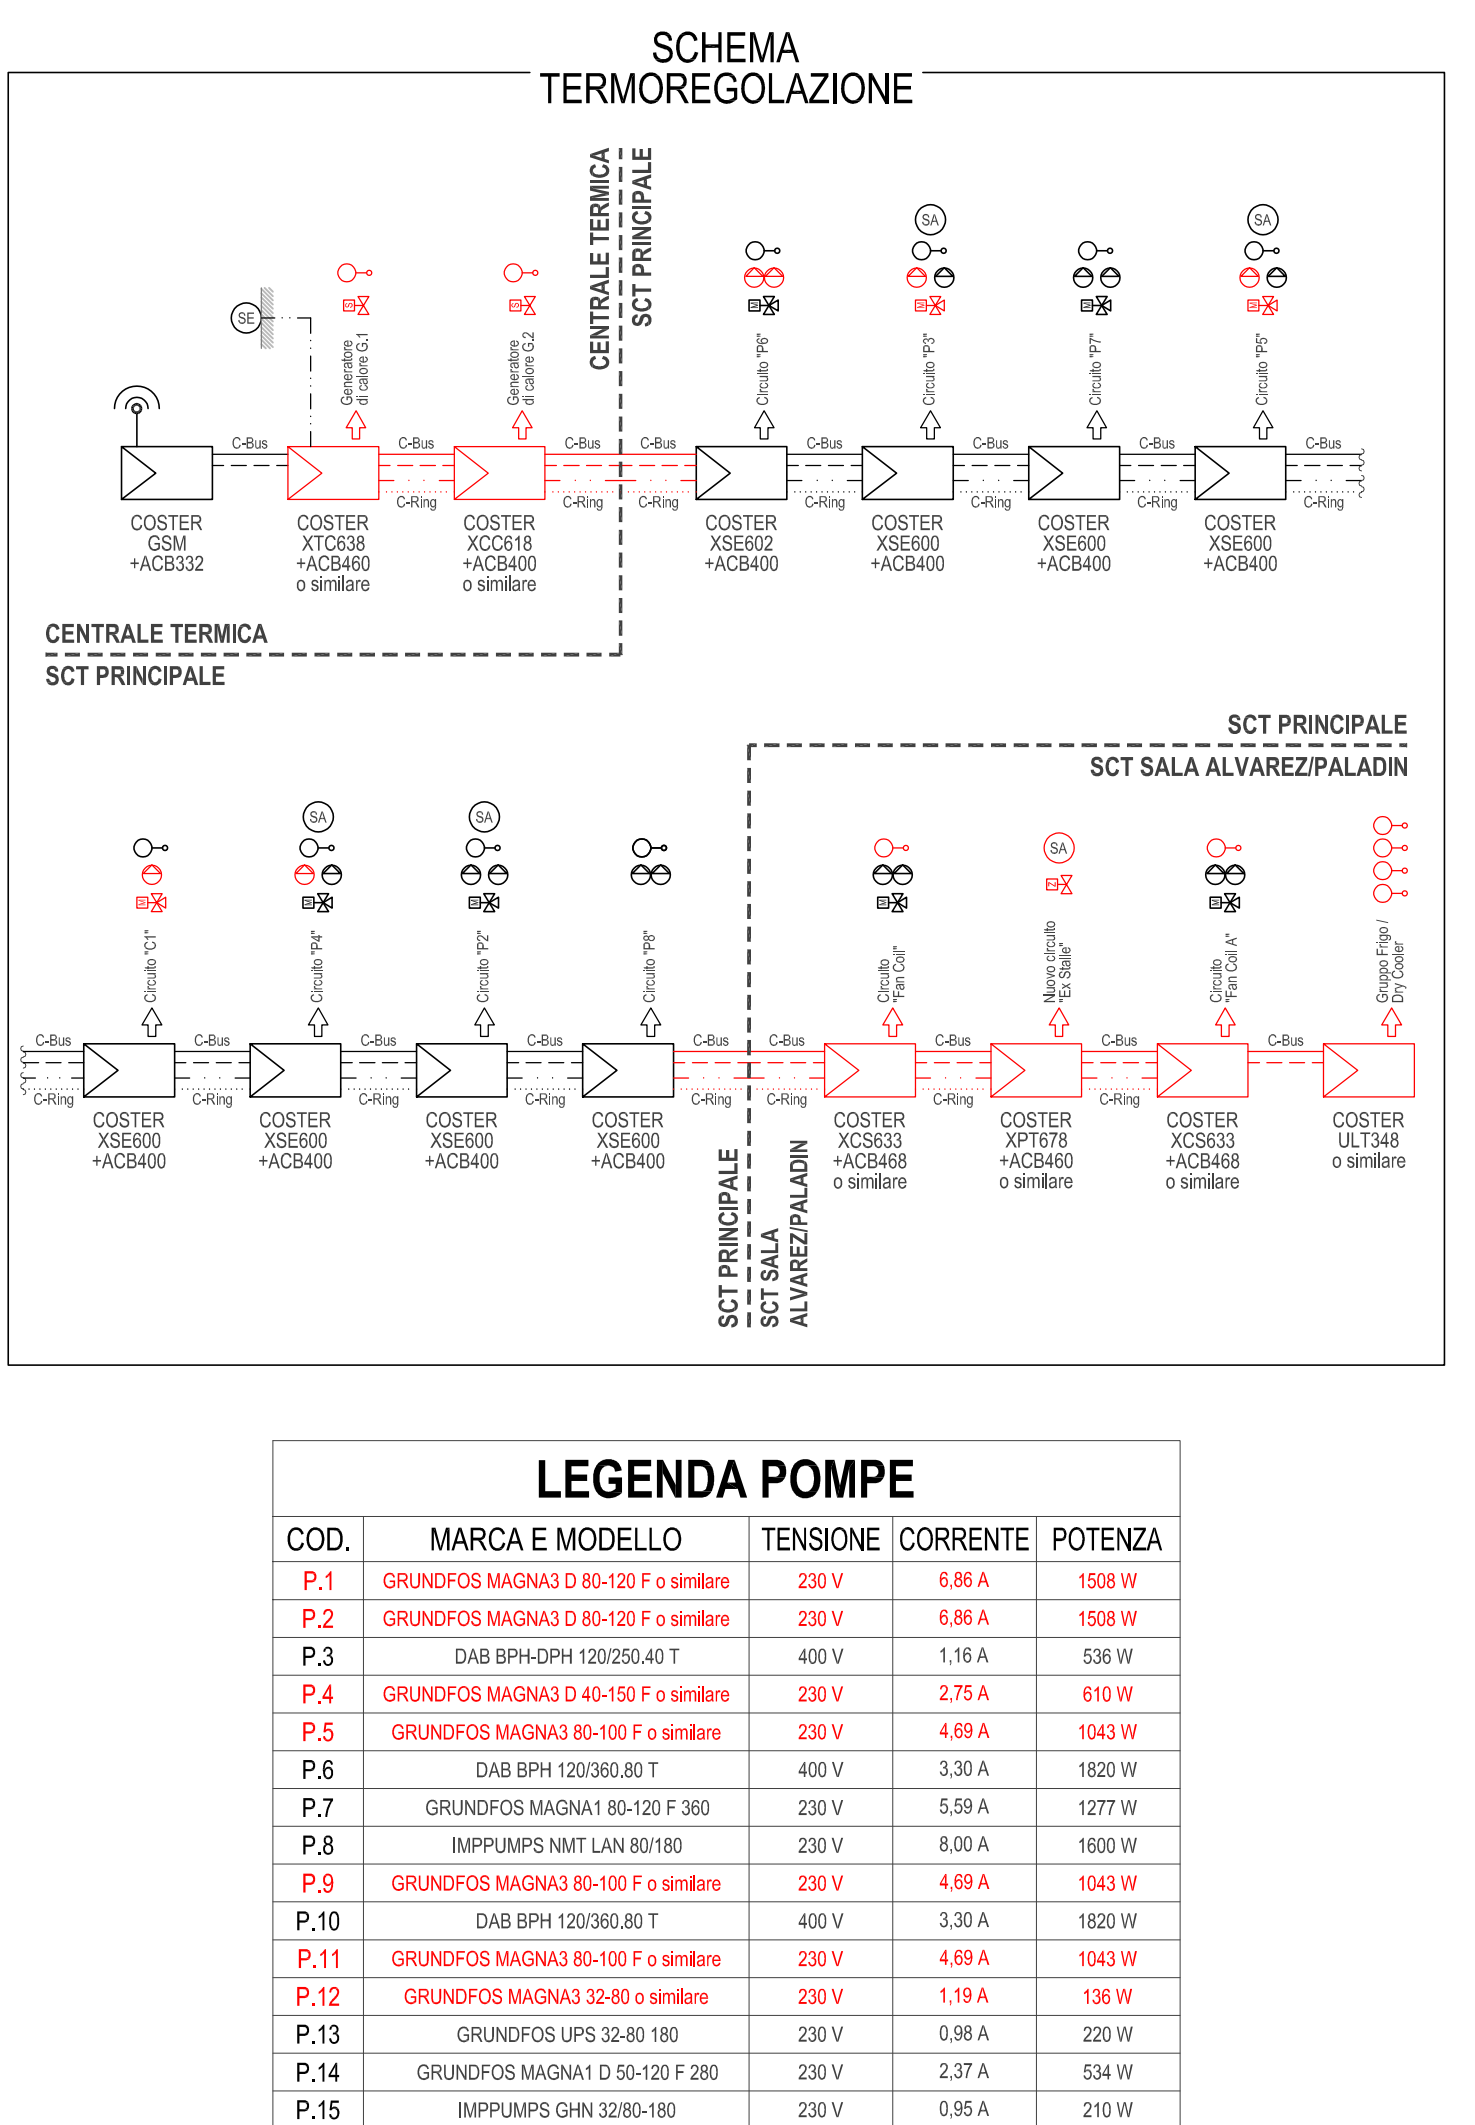 SCHEMA
TERMOREGOLAZIONE
CENTRALE TERMICA
SCT PRINCIPALE
SA
SA
SE
S
S
M
M
M
M
Generatore
di calore G.1
Generatore
di calore G.2
Circuito "P6"
Circuito "P3"
Circuito "P7"
Circuito "P5"
C-Bus
C-Bus
C-Bus
C-Bus
C-Bus
C-Bus
C-Bus
C-Bus
C-Ring
C-Ring
C-Ring
C-Ring
C-Ring
C-Ring
C-Ring
COSTER
GSM
+ACB332
COSTER
XTC638
+ACB460
o similare
COSTER
XCC618
+ACB400
o similare
COSTER
XSE602
+ACB400
COSTER
XSE600
+ACB400
COSTER
XSE600
+ACB400
COSTER
XSE600
+ACB400
CENTRALE TERMICA
SCT PRINCIPALE
SCT PRINCIPALE
SCT SALA ALVAREZ/PALADIN
SA
SA
SA
M
M
M
M
Z
M
Circuito "C1"
Circuito "P4"
Circuito "P2"
Circuito "P8"
Circuito
"Fan Coil"
Nuovo circuito
"Ex Stalle"
Circuito
"Fan Coil A"
Gruppo Frigo /
Dry Cooler
C-Bus
C-Bus
C-Bus
C-Bus
C-Bus
C-Bus
C-Bus
C-Bus
C-Bus
C-Ring
C-Ring
C-Ring
C-Ring
C-Ring
C-Ring
C-Ring
C-Ring
COSTER
XSE600
+ACB400
COSTER
XSE600
+ACB400
COSTER
XSE600
+ACB400
COSTER
XSE600
+ACB400
COSTER
XCS633
+ACB468
o similare
COSTER
XPT678
+ACB460
o similare
COSTER
XCS633
+ACB468
o similare
COSTER
ULT348
o similare
SCT PRINCIPALE
SCT SALA
ALVAREZ/PALADIN
LEGENDA POMPE
COD. MARCA E MODELLO TENSIONE CORRENTE POTENZA
P.1 GRUNDFOS MAGNA3 D 80-120 F o similare 230 V 6,86 A 1508 W
P.2 GRUNDFOS MAGNA3 D 80-120 F o similare 230 V 6,86 A 1508 W
P.3 DAB BPH-DPH 120/250.40 T 400 V 1,16 A 536 W
P.4 GRUNDFOS MAGNA3 D 40-150 F o similare 230 V 2,75 A 610 W
P.5 GRUNDFOS MAGNA3 80-100 F o similare 230 V 4,69 A 1043 W
P.6 DAB BPH 120/360.80 T 400 V 3,30 A 1820 W
P.7 GRUNDFOS MAGNA1 80-120 F 360 230 V 5,59 A 1277 W
P.8 IMPPUMPS NMT LAN 80/180 230 V 8,00 A 1600 W
P.9 GRUNDFOS MAGNA3 80-100 F o similare 230 V 4,69 A 1043 W
P.10 DAB BPH 120/360.80 T 400 V 3,30 A 1820 W
P.11 GRUNDFOS MAGNA3 80-100 F o similare 230 V 4,69 A 1043 W
P.12 GRUNDFOS MAGNA3 32-80 o similare 230 V 1,19 A 136 W
P.13 GRUNDFOS UPS 32-80 180 230 V 0,98 A 220 W
P.14 GRUNDFOS MAGNA1 D 50-120 F 280 230 V 2,37 A 534 W
P.15 IMPPUMPS GHN 32/80-180 230 V 0,95 A 210 W